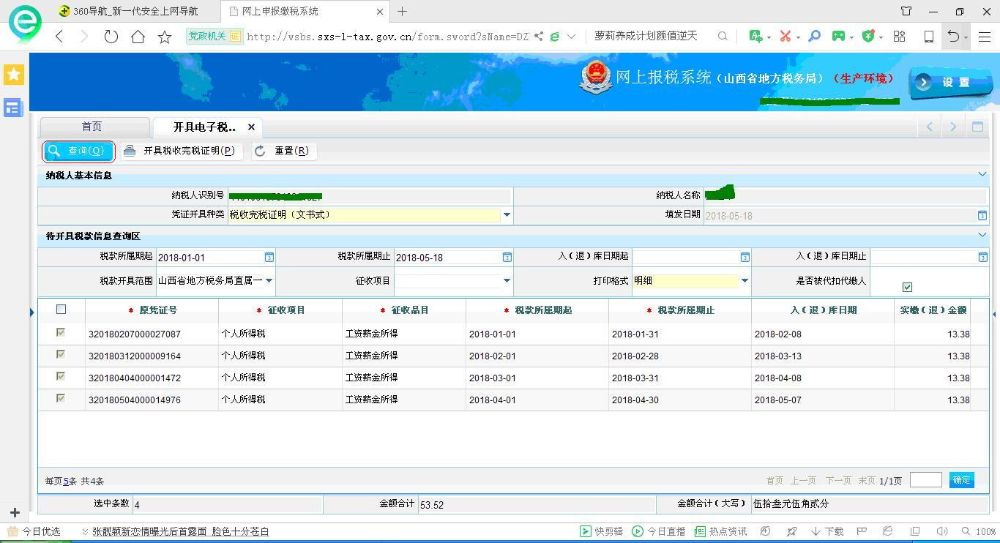 360导航_新一代安全上网导航 网上申报缴税系统
党政机关 证 http://wsbs.sxs-l-tax.gov.cn/form.sword?sName=DZ 萝莉养成计划颜值逆天
网上报税系统(山西省地方税务局)(生产环境)
设 置
首页 开具电子税..
查询(Q) 开具税收完税证明(P) 重置(R)
纳税人基本信息
纳税人识别号 纳税人名称
凭证开具种类 税收完税证明(文书式) 填发日期 2018-05-18
待开具税款信息查询区
税款所属期起 2018-01-01 税款所属期止 2018-05-18 入(退)库日期起 入(退)库日期止
税款开具范围 山西省地方税务局直属一 征收项目 打印格式 明细 是否被代扣代缴人
* 原凭证号 * 征收项目 * 征收品目 * 税款所属期起 * 税款所属期止 入(退)库日期 实缴(退)金额
320180207000027087 个人所得税 工资薪金所得 2018-01-01 2018-01-31 2018-02-08 13.38
320180312000009164 个人所得税 工资薪金所得 2018-02-01 2018-02-28 2018-03-13 13.38
320180404000001472 个人所得税 工资薪金所得 2018-03-01 2018-03-31 2018-04-08 13.38
320180504000014976 个人所得税 工资薪金所得 2018-04-01 2018-04-30 2018-05-07 13.38
每页5条 共4条 首页 上一页 下一页 末页 1/1页 确定
选中条数 4 金额合计 53.52 金额合计(大写) 伍拾叁元伍角贰分
今日优选 张靓颖新恋情曝光后首露面 脸色十分苍白 快剪辑 今日直播 热点资讯 下载 100%